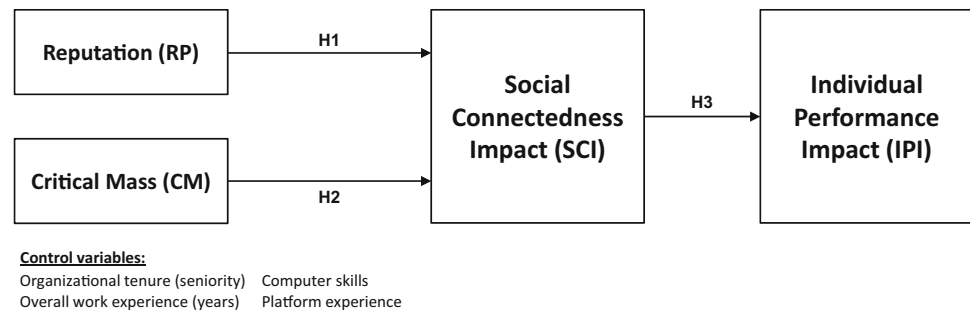 Reputation (RP)
H1
Critical Mass (CM)
H2
Social
Connectedness
Impact (SCI)
H3
Individual
Performance
Impact (IPI)
Control variables:
Organizational tenure (seniority) Computer skills
Overall work experience (years) Platform experience